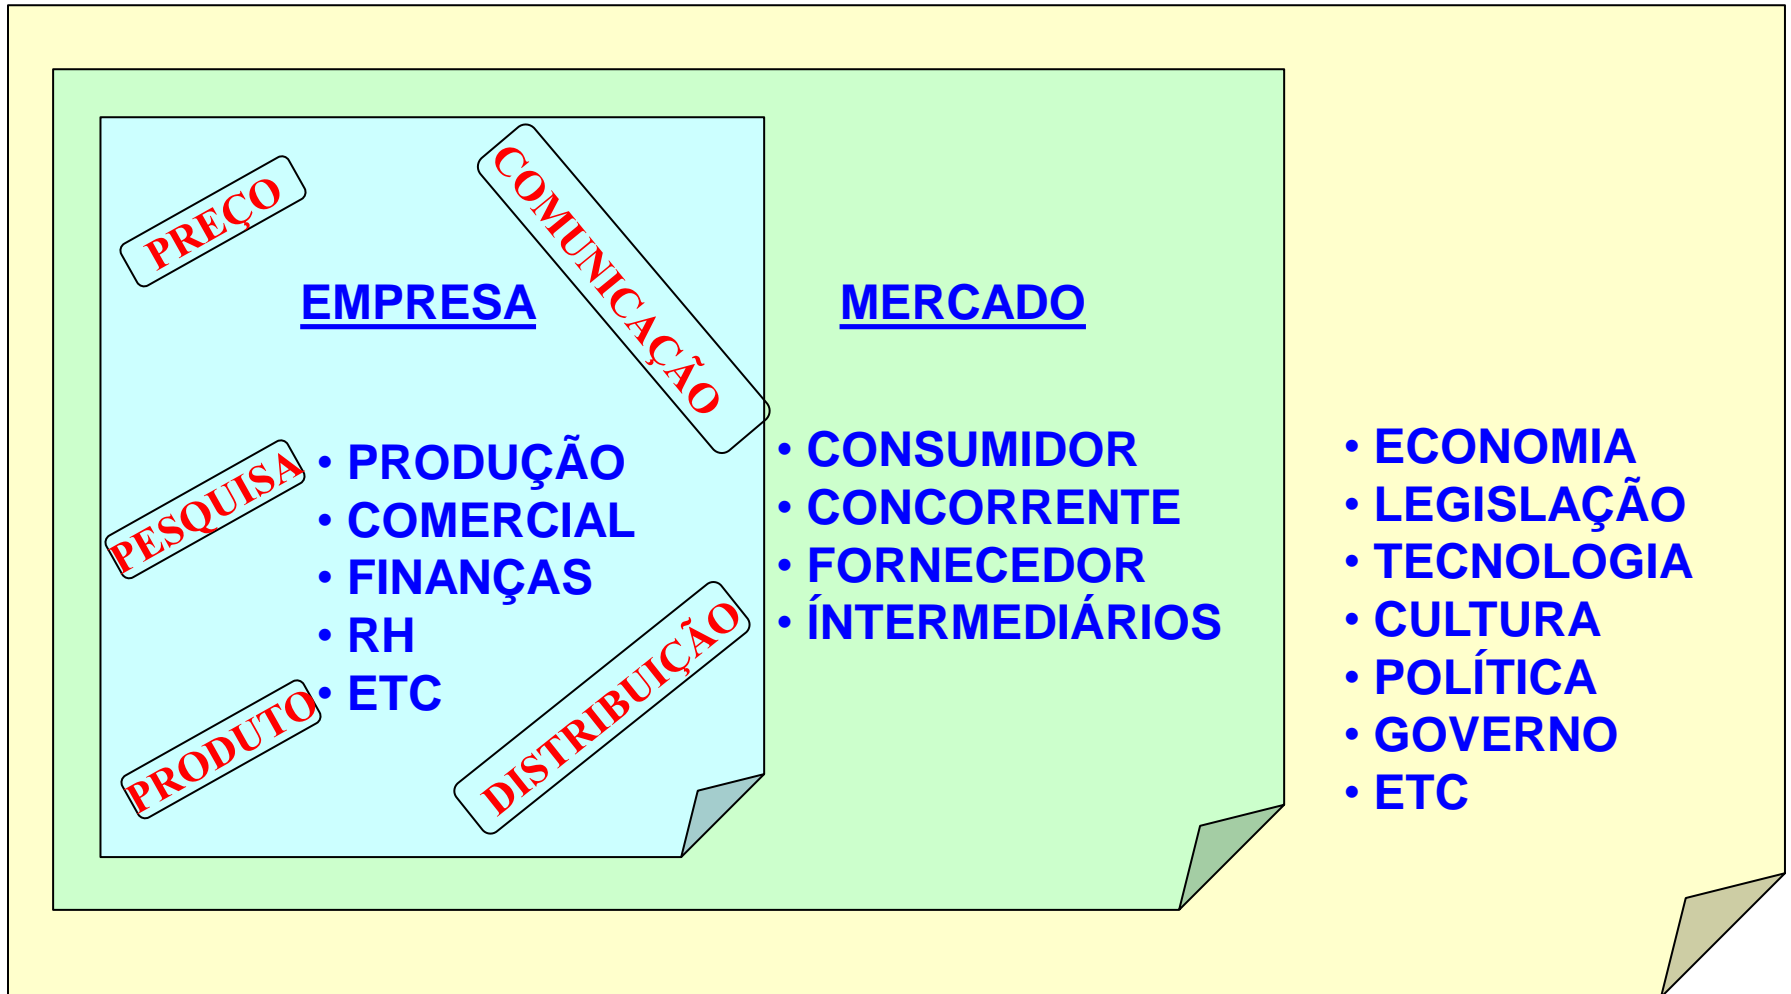 PREÇO
COMUNICAÇÃO
EMPRESA
PESQUISA
• PRODUÇÃO
• COMERCIAL
• FINANÇAS
• RH
• ETC
PRODUTO
DISTRIBUIÇÃO
MERCADO
• CONSUMIDOR
• CONCORRENTE
• FORNECEDOR
• ÍNTERMEDIÁRIOS
• ECONOMIA
• LEGISLAÇÃO
• TECNOLOGIA
• CULTURA
• POLÍTICA
• GOVERNO
• ETC